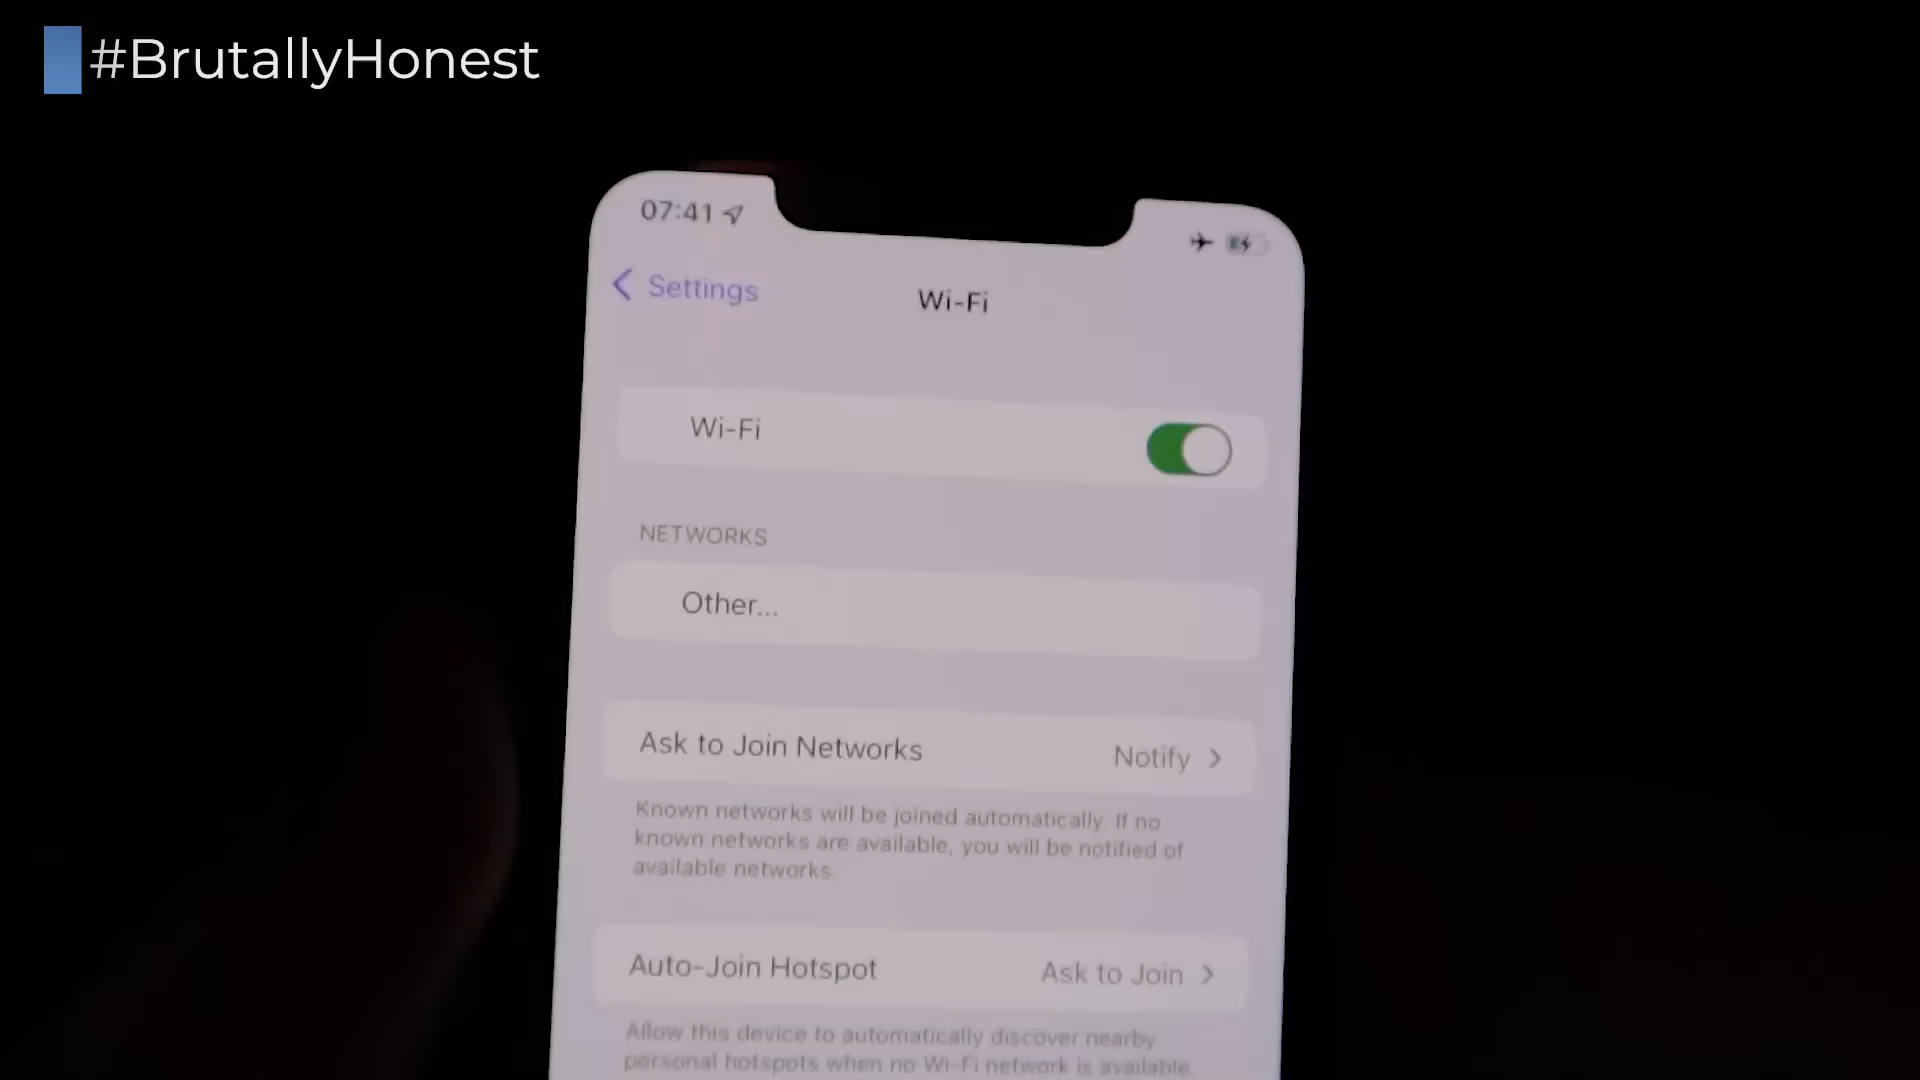 #BrutallyHonest
07:41
Settings
Wi-Fi
Wi-Fi
NETWORKS
Other...
Ask to Join Networks
Notify
Known networks will be joined automatically. If no
known networks are available, you will be notified of
available networks.
Auto-Join Hotspot
Ask to Join
Allow this device to automatically discover nearby
personal hotspots when no Wi-Fi network is available.